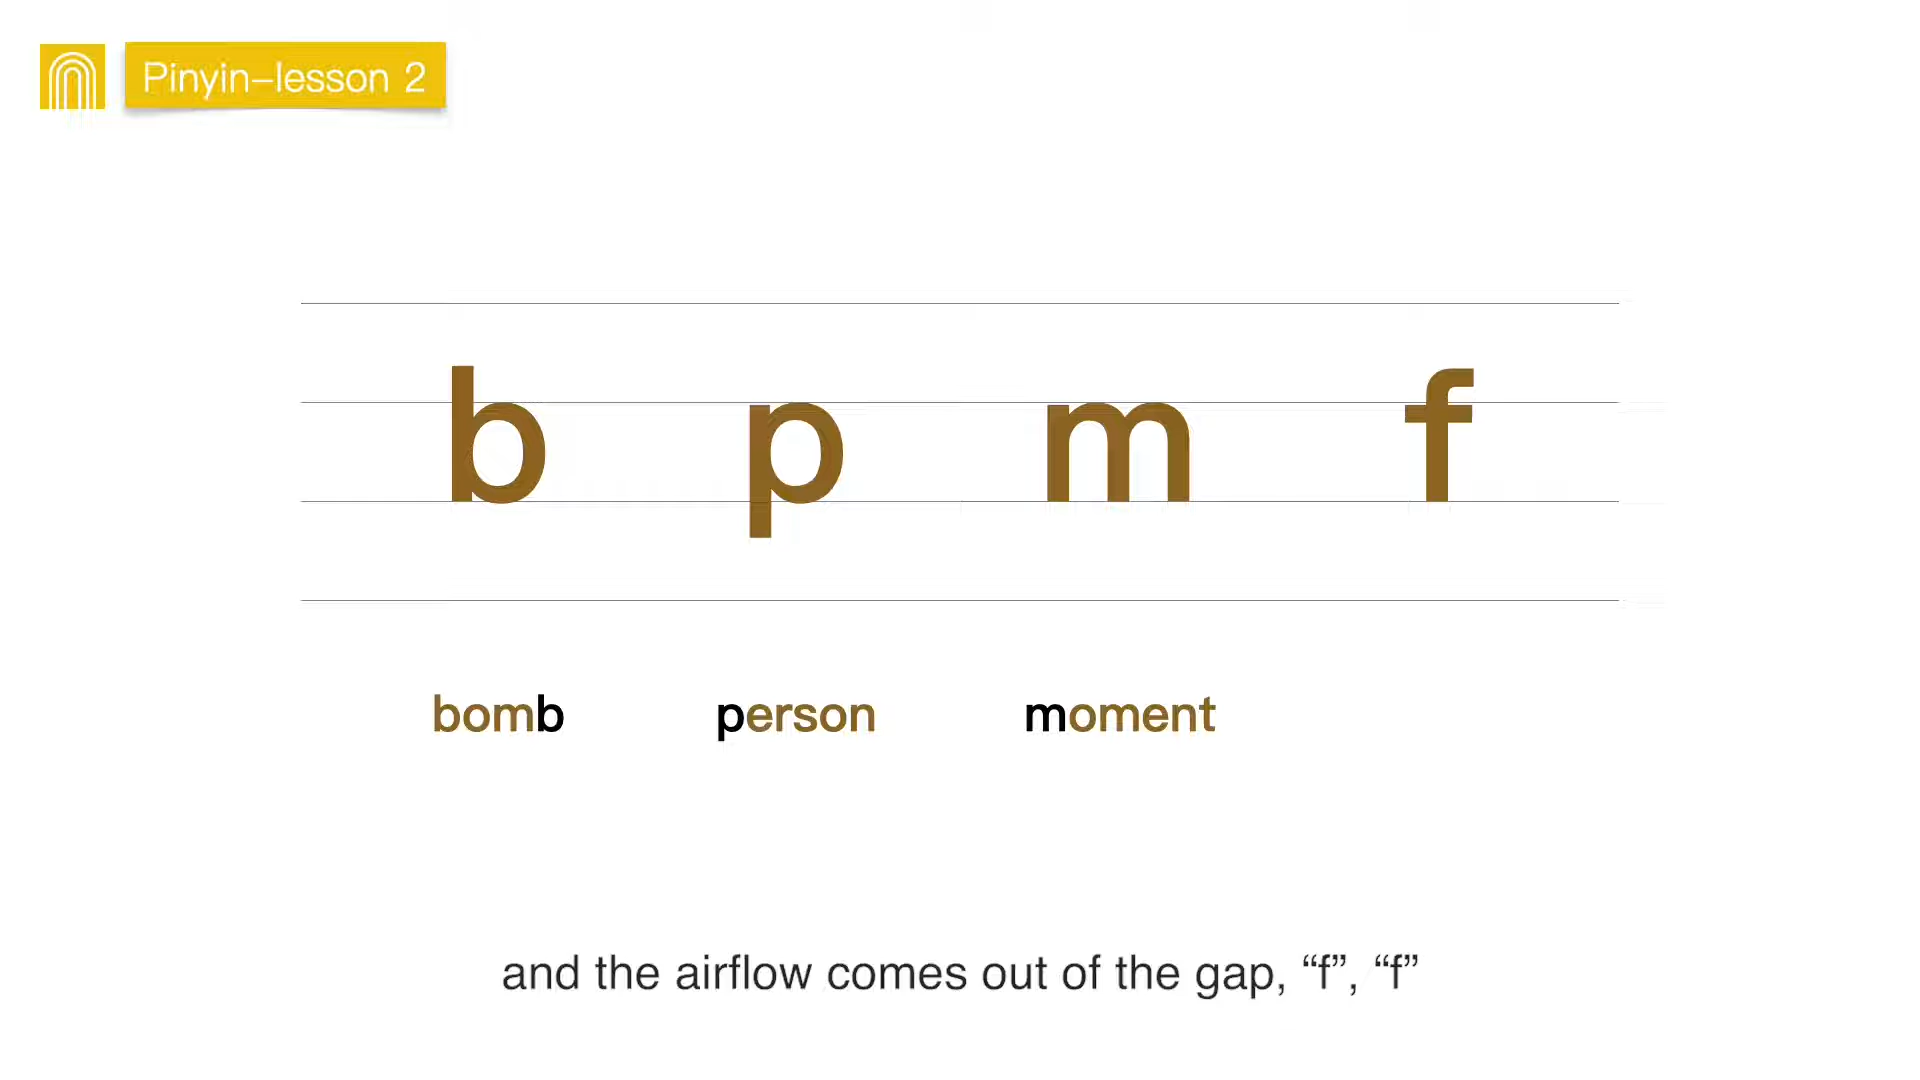 Pinyin–lesson 2
b p m f
bomb person moment
and the airflow comes out of the gap, “f”, “f”